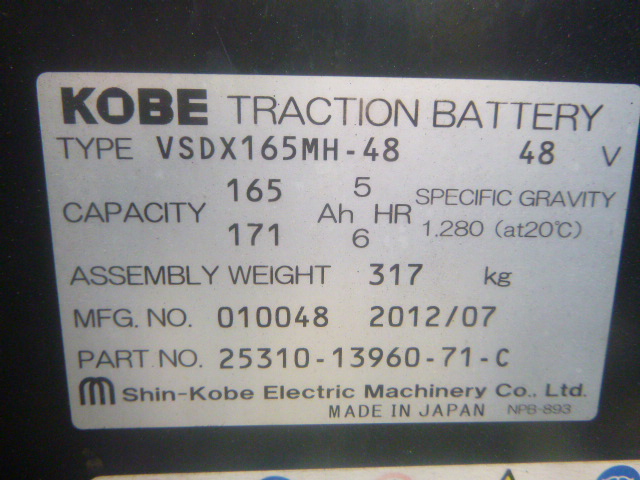 KOBE TRACTION BATTERY
TYPE VSDX165MH-48 48 V
CAPACITY 165 Ah 5 HR SPECIFIC GRAVITY
171 6 1.280 (at20℃)
ASSEMBLY WEIGHT 317 kg
MFG. NO. 010048 2012/07
PART NO. 25310-13960-71-C
Shin-Kobe Electric Machinery Co., Ltd.
MADE IN JAPAN NPB-893